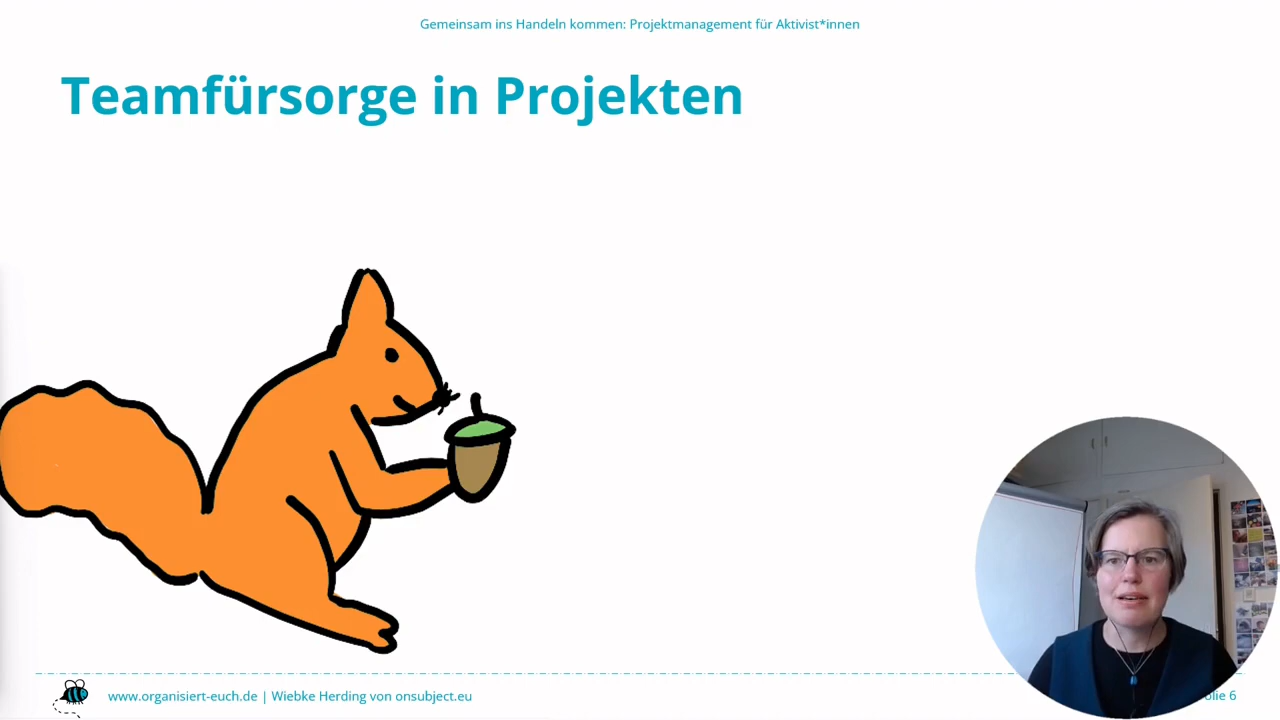 Gemeinsam ins Handeln kommen: Projektmanagement für Aktivist*innen
Teamfürsorge in Projekten
www.organisiert-euch.de | Wiebke Herding von onsubject.eu
6